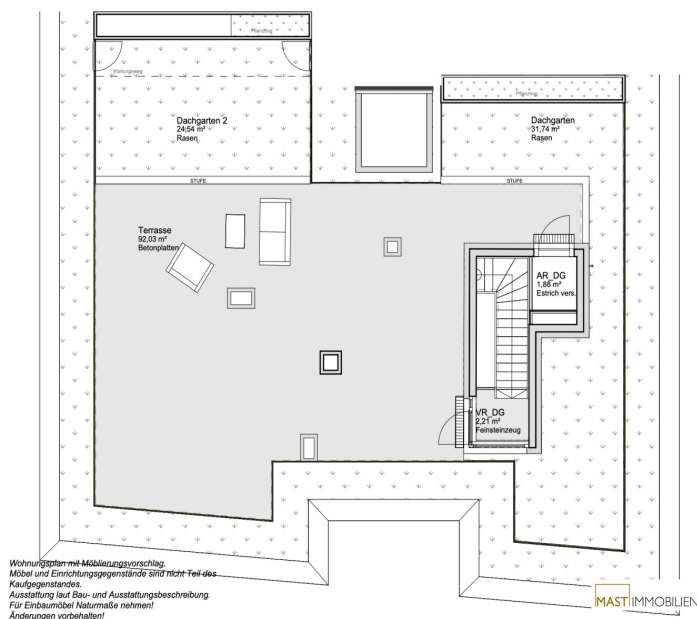 Pflanztrog
Wartungsweg
Pflanztrog
Dachgarten 2
24,54 m²
Rasen
Dachgarten
31,74 m²
Rasen
STUFE
STUFE
Terrasse
92,03 m²
Betonplatten
AR_DG
1,88 m²
Estrich vers.
VR_DG
2,21 m²
Feinsteinzeug
Wohnungsplan mit Möblierungsvorschlag.
Möbel und Einrichtungsgegenstände sind nicht Teil des
Kaufgegenstandes.
Ausstattung laut Bau- und Ausstattungsbeschreibung.
Für Einbaumöbel Naturmaße nehmen!
Änderungen vorbehalten!
MAST IMMOBILIEN